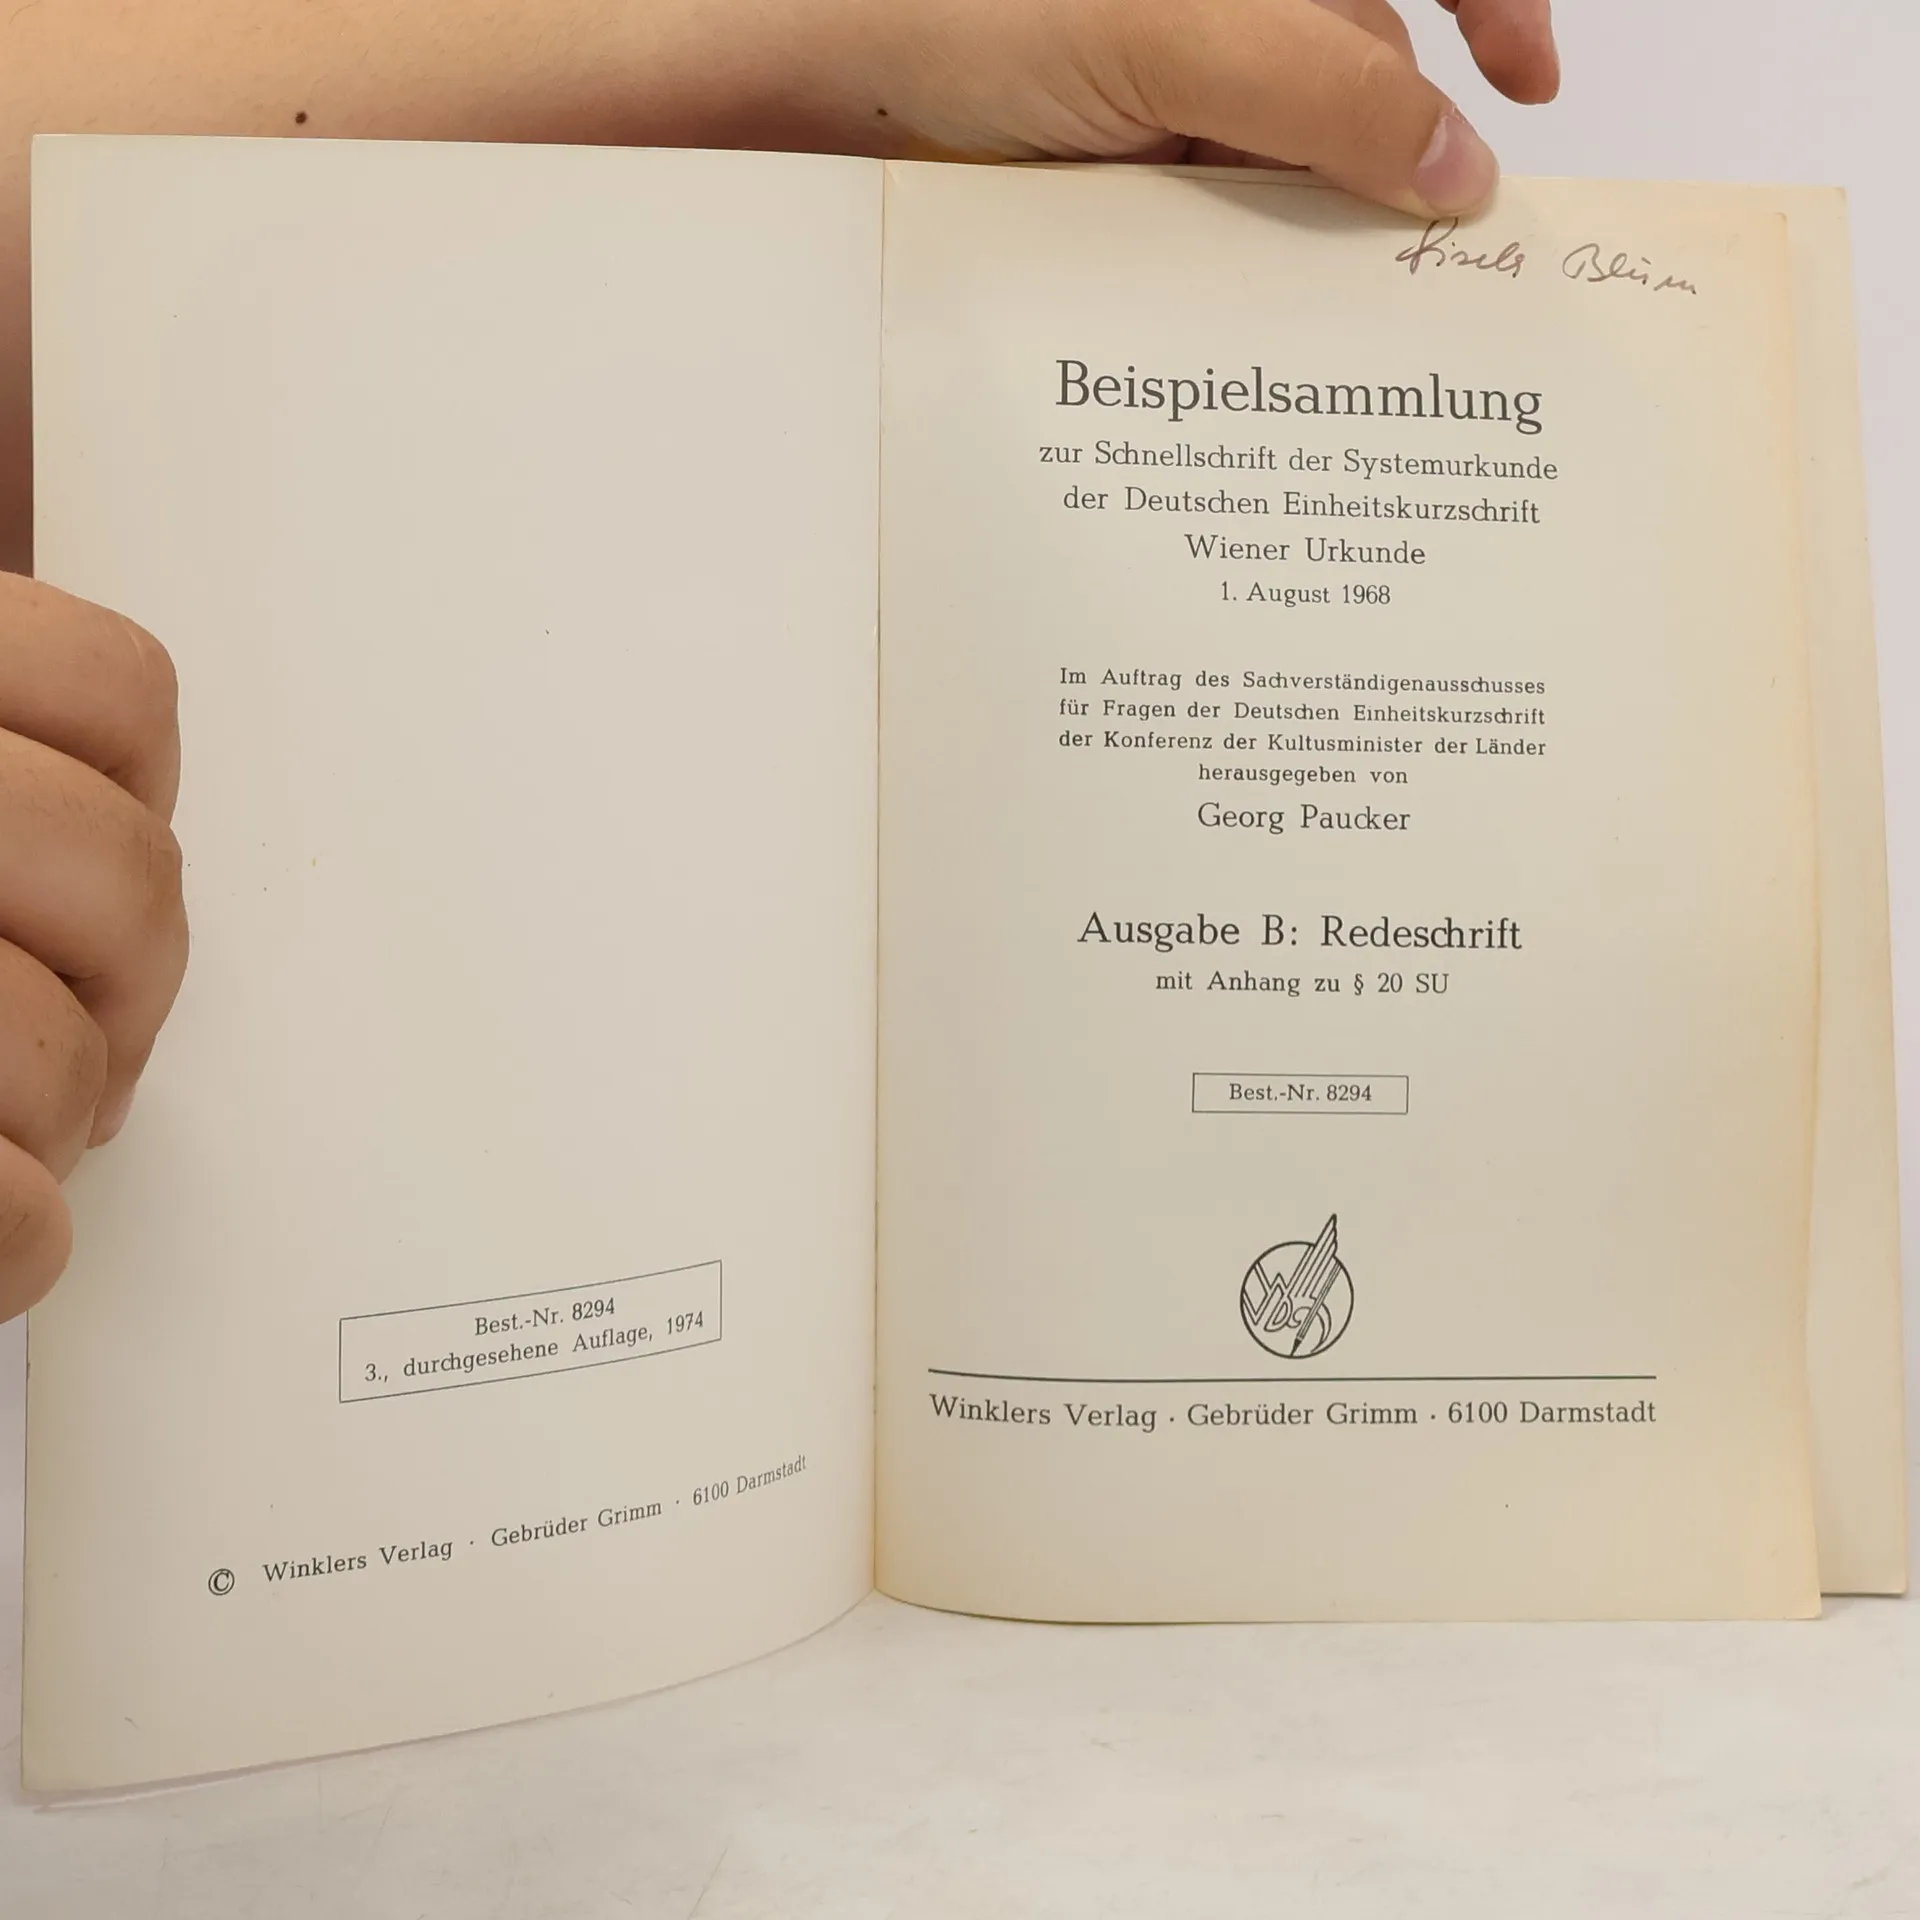 Best.-Nr. 8294
3., durchgesehene Auflage, 1974
© Winklers Verlag · Gebrüder Grimm · 6100 Darmstadt
Gisela Blüm
Beispielsammlung
zur Schnellschrift der Systemurkunde
der Deutschen Einheitskurzschrift
Wiener Urkunde
1. August 1968
Im Auftrag des Sachverständigenausschusses
für Fragen der Deutschen Einheitskurzschrift
der Konferenz der Kultusminister der Länder
herausgegeben von
Georg Paucker
Ausgabe B: Redeschrift
mit Anhang zu § 20 SU
Best.-Nr. 8294
Winklers Verlag · Gebrüder Grimm · 6100 Darmstadt